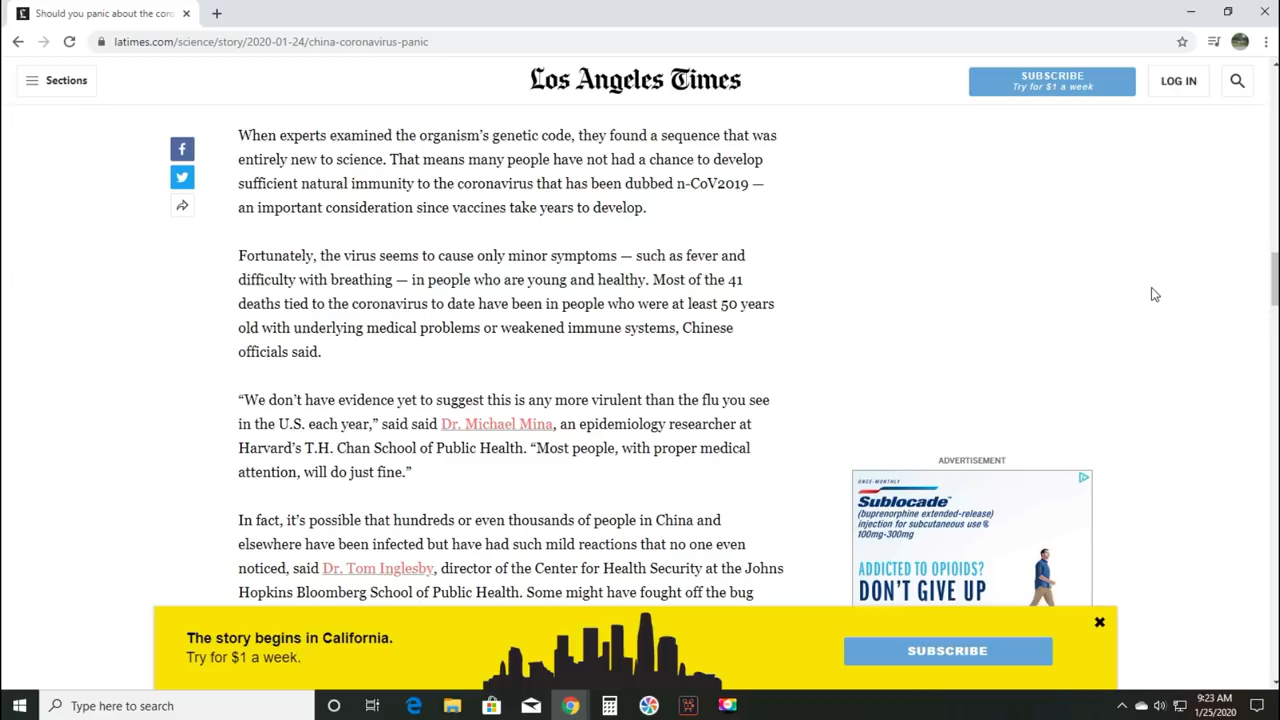 Should you panic about the coro
latimes.com/science/story/2020-01-24/china-coronavirus-panic
Sections
Los Angeles Times
SUBSCRIBE
Try for $1 a week
LOG IN
When experts examined the organism's genetic code, they found a sequence that was
entirely new to science. That means many people have not had a chance to develop
sufficient natural immunity to the coronavirus that has been dubbed n-CoV2019 —
an important consideration since vaccines take years to develop.
Fortunately, the virus seems to cause only minor symptoms — such as fever and
difficulty with breathing — in people who are young and healthy. Most of the 41
deaths tied to the coronavirus to date have been in people who were at least 50 years
old with underlying medical problems or weakened immune systems, Chinese
officials said.
“We don’t have evidence yet to suggest this is any more virulent than the flu you see
in the U.S. each year,” said said Dr. Michael Mina, an epidemiology researcher at
Harvard’s T.H. Chan School of Public Health. “Most people, with proper medical
attention, will do just fine.”
In fact, it’s possible that hundreds or even thousands of people in China and
elsewhere have been infected but have had such mild reactions that no one even
noticed, said Dr. Tom Inglesby, director of the Center for Health Security at the Johns
Hopkins Bloomberg School of Public Health. Some might have fought off the bug
ADVERTISEMENT
ONCE-MONTHLY
Sublocade™
(buprenorphine extended-release)
injection for subcutaneous use
100mg·300mg
ADDICTED TO OPIOIDS?
DON'T GIVE UP
The story begins in California.
Try for $1 a week.
SUBSCRIBE
Type here to search
9:23 AM
1/25/2020